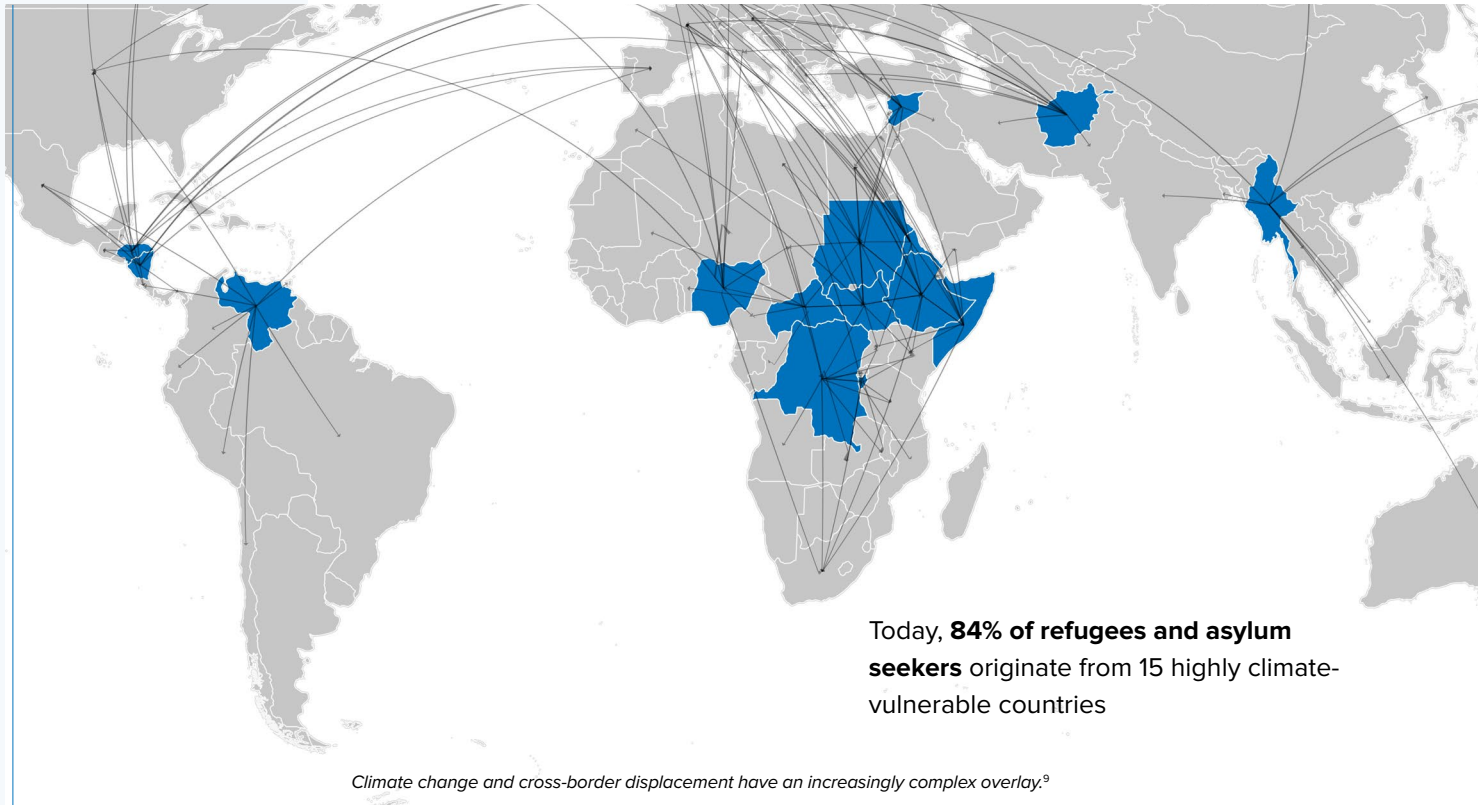 Today, 84% of refugees and asylum
seekers originate from 15 highly climate-
vulnerable countries
Climate change and cross-border displacement have an increasingly complex overlay.⁹